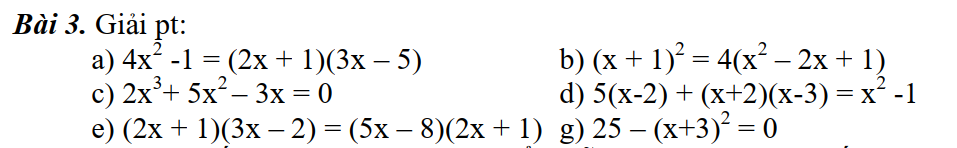 Bài 3. Giải pt:
a) 4x² -1 = (2x + 1)(3x – 5) b) (x + 1)² = 4(x² – 2x + 1)
c) 2x³+ 5x² – 3x = 0 d) 5(x-2) + (x+2)(x-3) = x² -1
e) (2x + 1)(3x – 2) = (5x – 8)(2x + 1) g) 25 – (x+3)² = 0